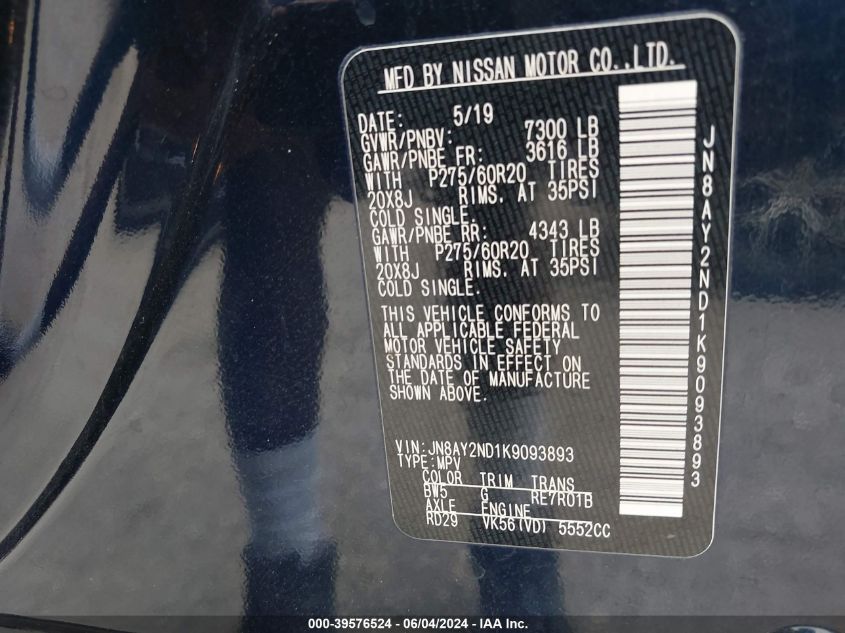 MFD BY NISSAN MOTOR CO.,LTD.
DATE: 5/19
GVWR/PNBV: 7300 LB
GAWR/PNBE FR: 3616 LB
WITH P275/60R20 TIRES
20X8J RIMS. AT 35PSI
COLD SINGLE.
GAWR/PNBE RR: 4343 LB
WITH P275/60R20 TIRES
20X8J RIMS. AT 35PSI
COLD SINGLE.
THIS VEHICLE CONFORMS TO
ALL APPLICABLE FEDERAL
MOTOR VEHICLE SAFETY
STANDARDS IN EFFECT ON
THE DATE OF MANUFACTURE
SHOWN ABOVE.
VIN: JN8AY2ND1K9093893
TYPE: MPV
COLOR TRIM TRANS
BW5 G RE7R01B
AXLE ENGINE
RD29 VK56(VD) 5552CC
JN8AY2ND1K9093893
000-39576524 | 06/04/2024 - IAA Inc.